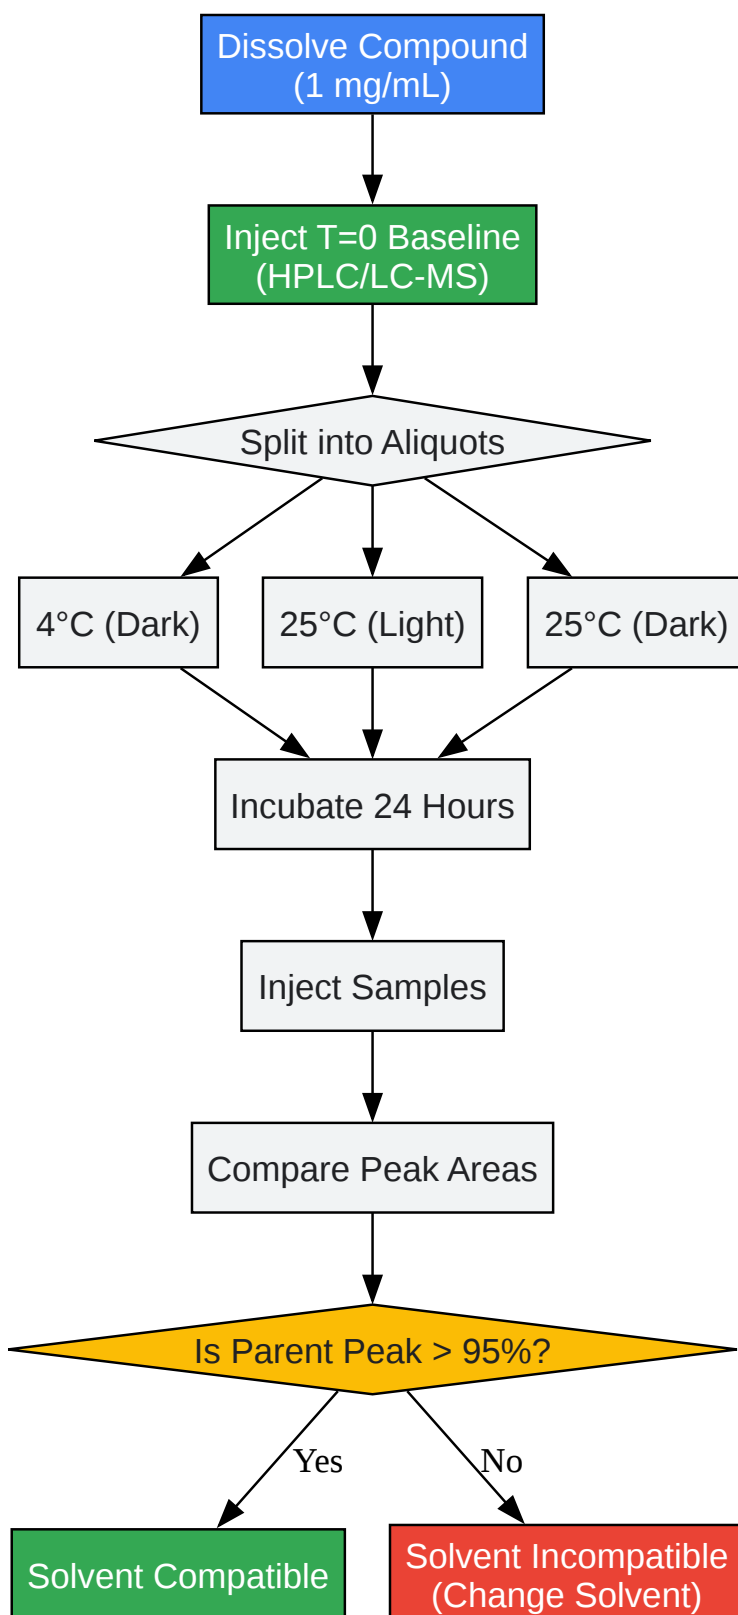 Dissolve Compound
(1 mg/mL)
Inject T=0 Baseline
(HPLC/LC-MS)
Split into Aliquots
4°C (Dark)
25°C (Light)
25°C (Dark)
Incubate 24 Hours
Inject Samples
Compare Peak Areas
Is Parent Peak > 95%?
Yes
No
Solvent Compatible
Solvent Incompatible
(Change Solvent)